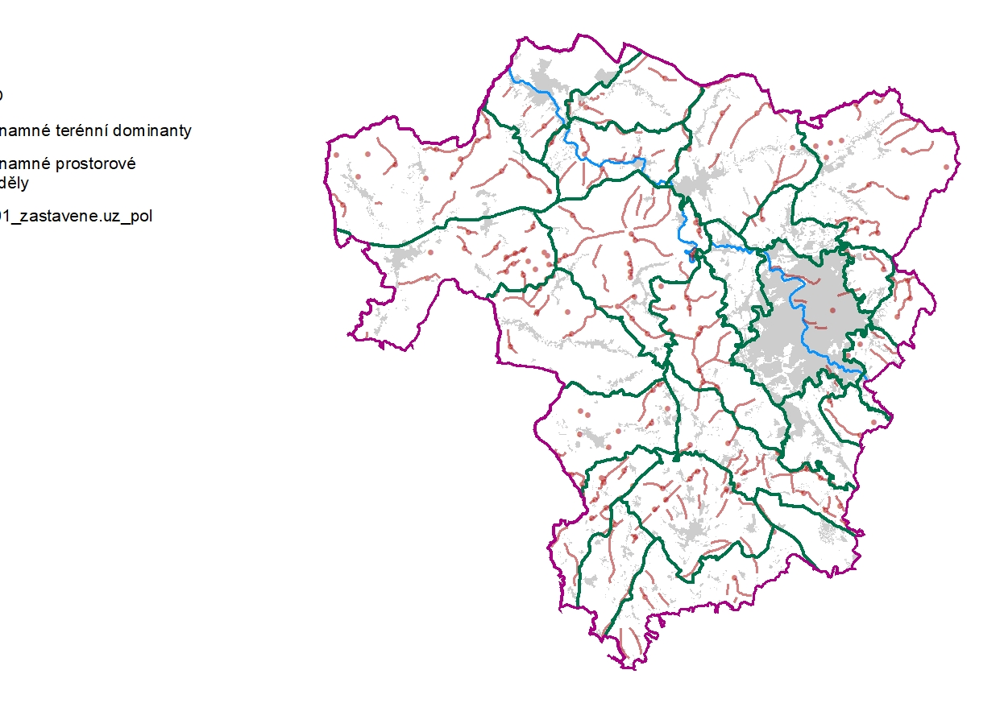 o
namné terénní dominanty
namné prostorové
děly
01_zastavene.uz_pol